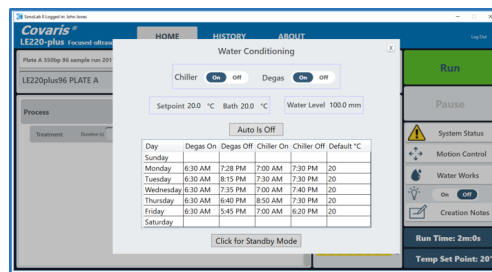 SonoLab 8 Logged in: John Jones
Covaris ®
LE220-plus Focused-ultras
HOME HISTORY ABOUT
Log Out
Plate A 350bp 96 sample run 201
LE220plus96 PLATE A
Process
Treatment Duration (s)
Water Conditioning
X
Chiller On Off Degas On Off
Setpoint 20.0 °C Bath 20.0 °C Water Level 100.0 mm
Auto Is Off
Day Degas On Degas Off Chiller On Chiller Off Default °C
Sunday
Monday 6:30 AM 7:28 PM 7:00 AM 7:30 PM 20
Tuesday 6:30 AM 8:15 PM 7:30 AM 7:30 PM 20
Wednesday 6:30 AM 7:35 PM 7:00 AM 7:40 PM 20
Thursday 6:30 AM 6:40 PM 8:50 AM 7:30 PM 20
Friday 6:30 AM 5:45 PM 7:00 AM 6:20 PM 20
Saturday
Click for Standby Mode
Run
Pause
System Status
Motion Control
Water Works
On Off
Creation Notes
Run Time: 2m:0s
Temp Set Point: 20°